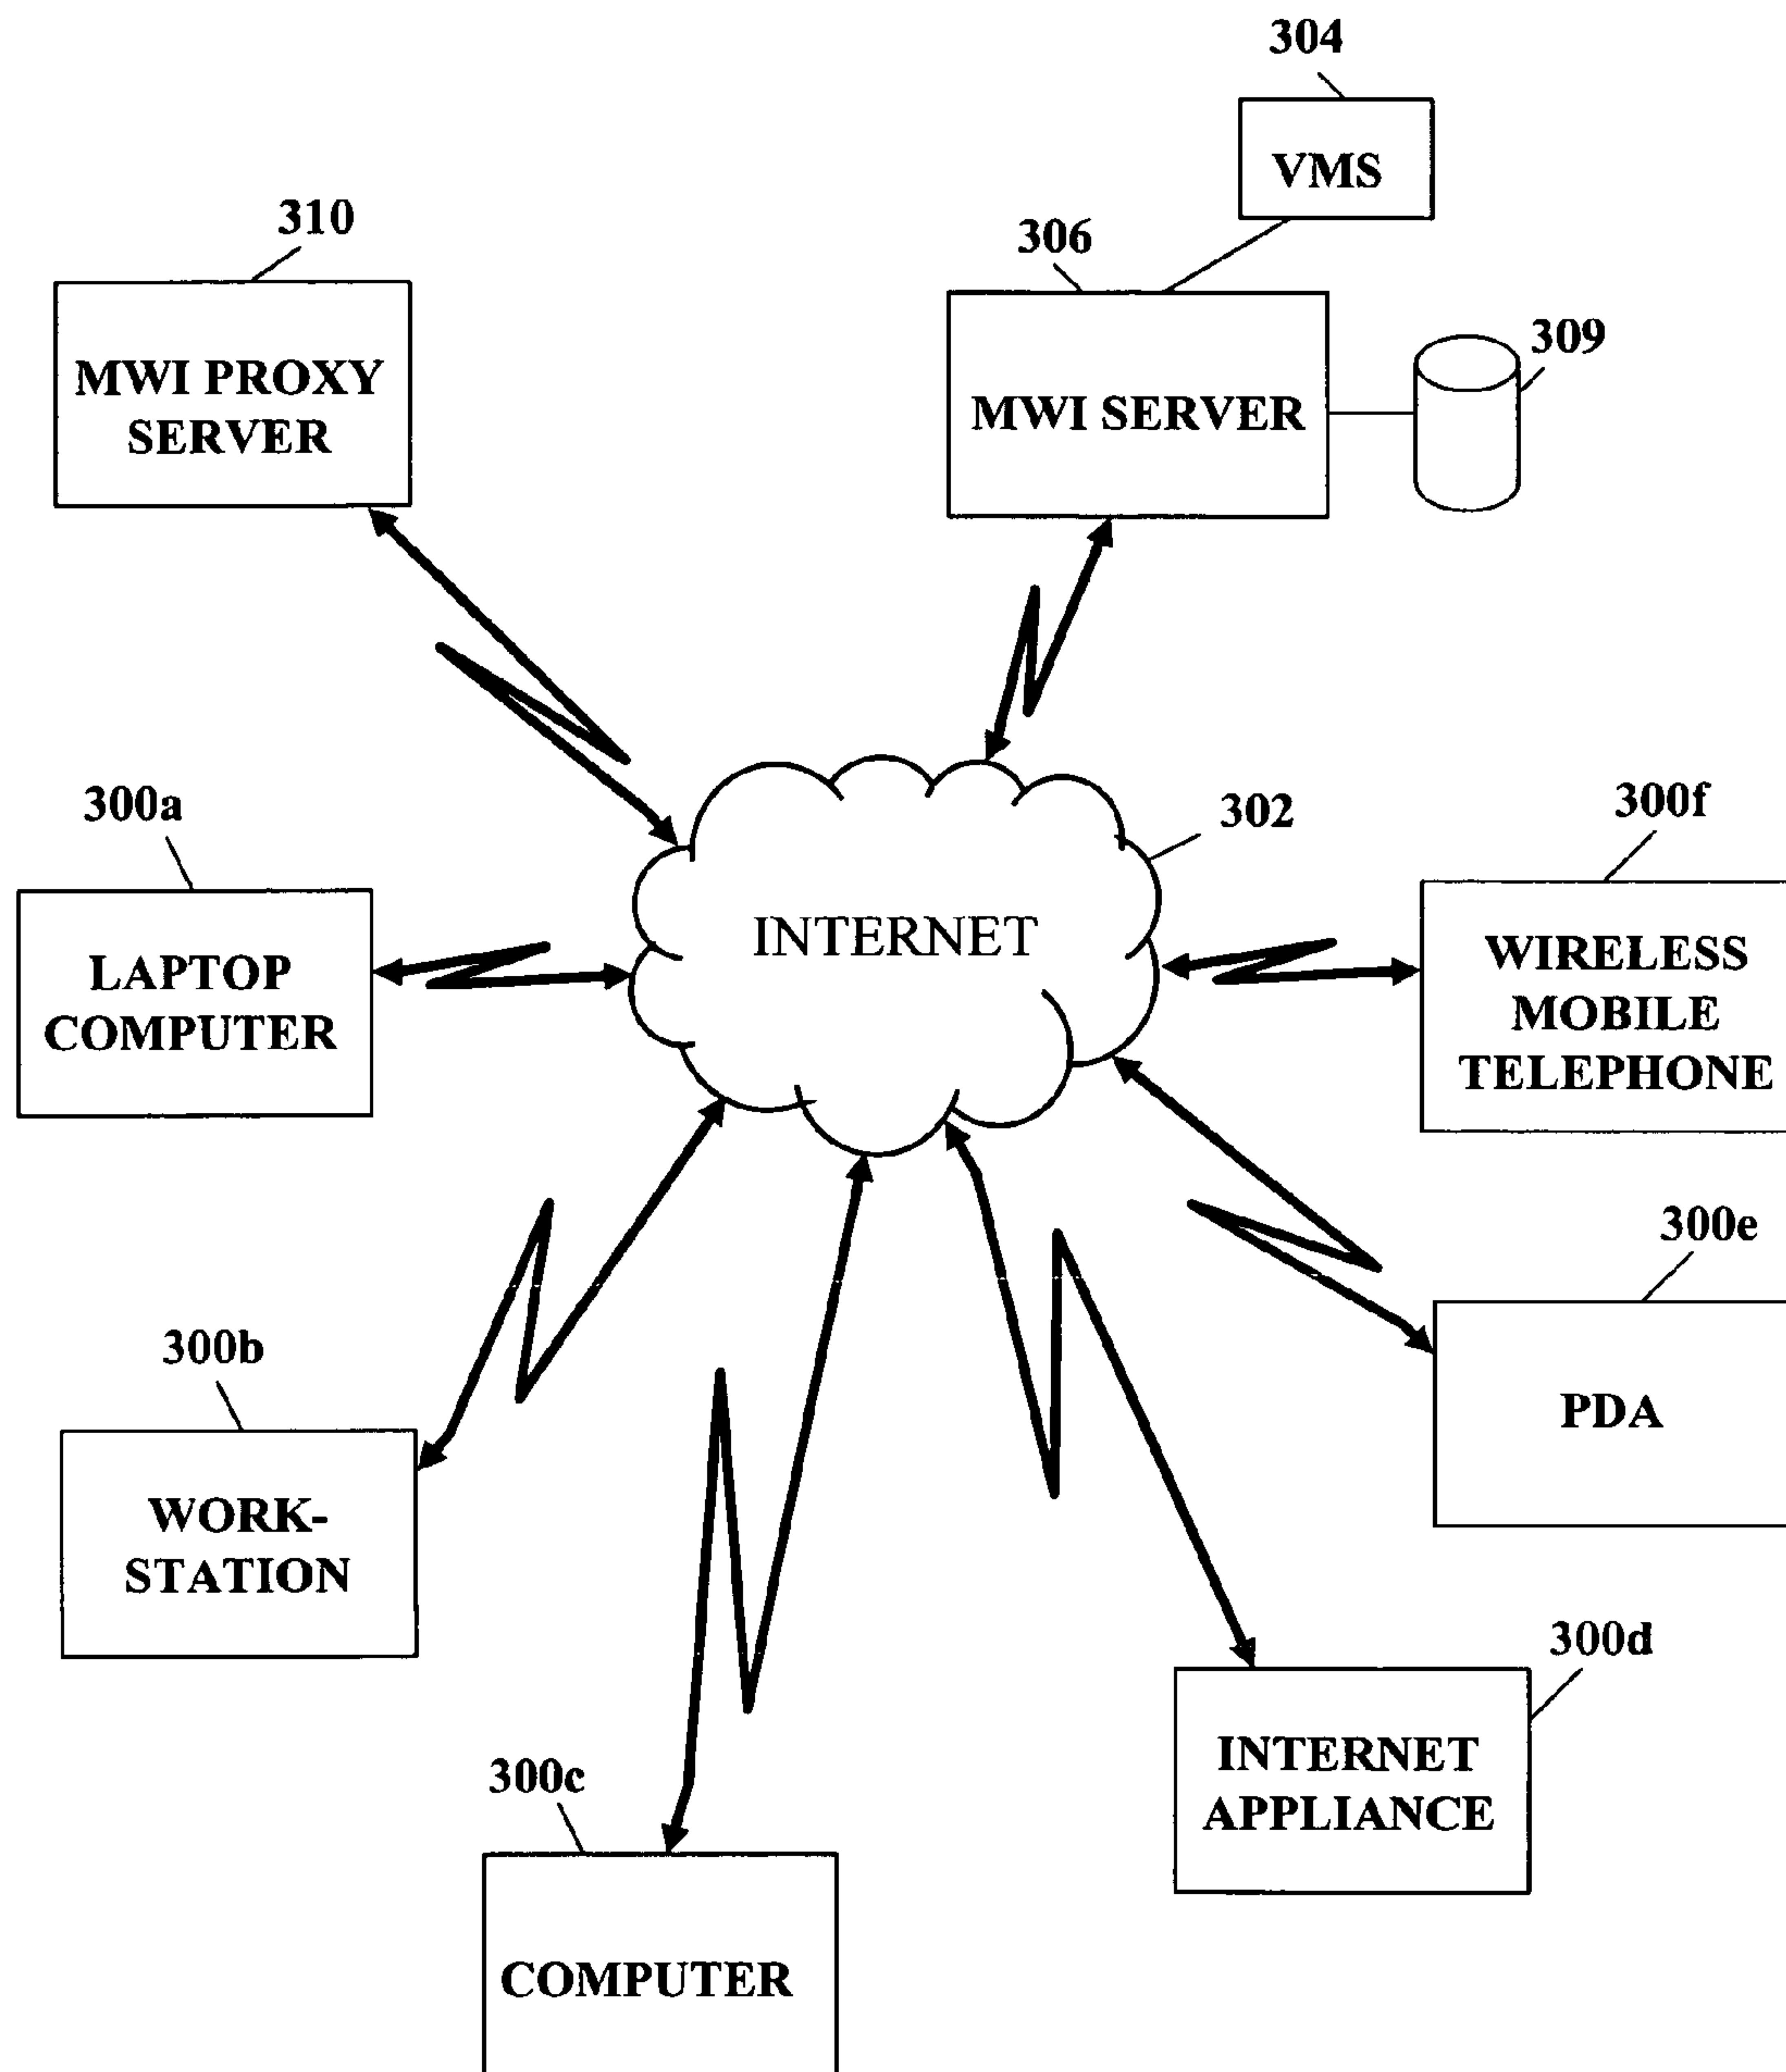 304
VMS
310
306
MWI PROXY
SERVER
309
MWI SERVER
300a
302
300f
INTERNET
LAPTOP
COMPUTER
WIRELESS
MOBILE
TELEPHONE
300e
300b
PDA
WORK-
STATION
300d
300c
INTERNET
APPLIANCE
COMPUTER